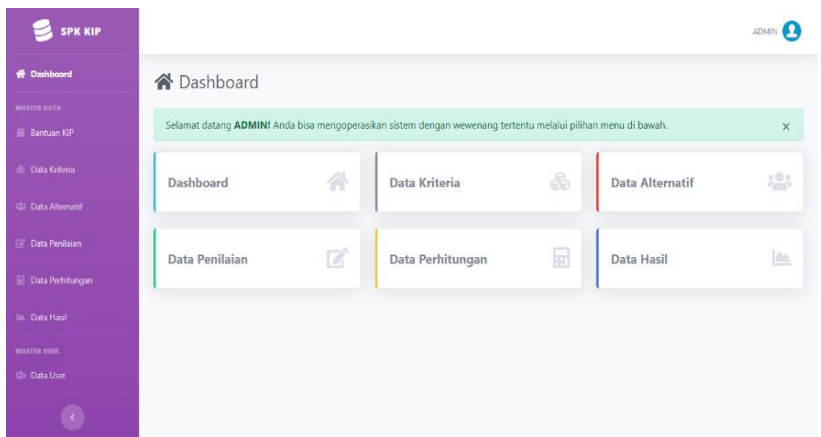 SPK KIP
ADMIN
Dashboard
MASTER DATA
Bantuan KIP
Data Kriteria
Data Alternatif
Data Penilaian
Data Perhitungan
Data Hasil
MASTER USER
Data User
Dashboard
Selamat datang ADMIN! Anda bisa mengoperasikan sistem dengan wewenang tertentu melalui pilihan menu di bawah.
Dashboard
Data Kriteria
Data Alternatif
Data Penilaian
Data Perhitungan
Data Hasil